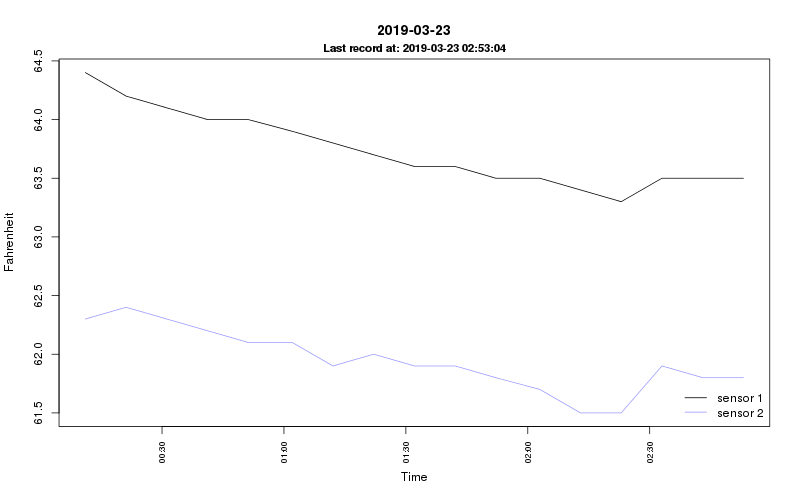 2019-03-23
Last record at: 2019-03-23 02:53:04
64.5
64.0
63.5
63.0
62.5
62.0
61.5
Fahrenheit
sensor 1
sensor 2
00:30
01:00
01:30
02:00
02:30
Time